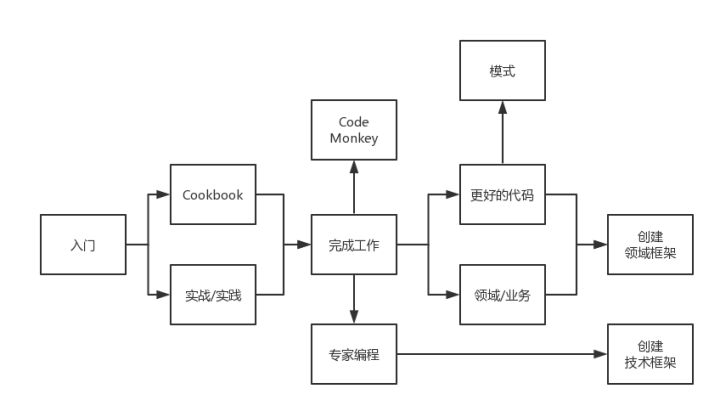 模式
Code
Monkey
Cookbook
更好的代码
入门
完成工作
创建
领域框架
实战/实践
领域/业务
专家编程
创建
技术框架